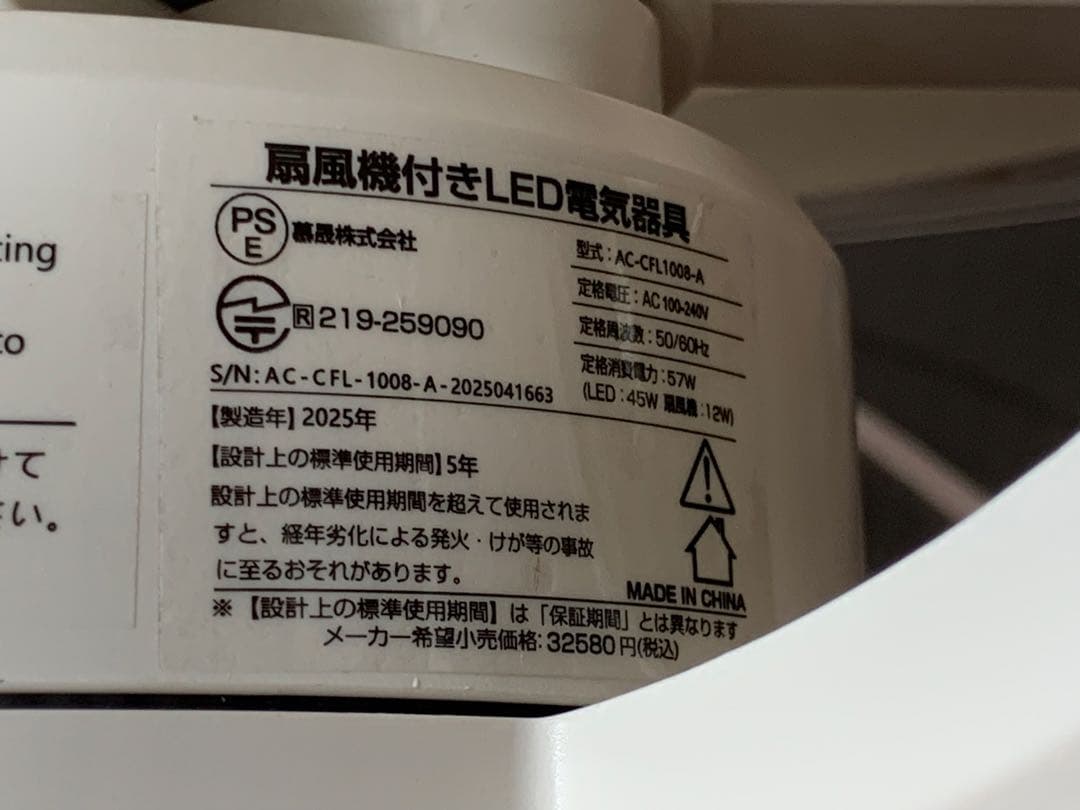 ting
to
けて
さい。
扇風機付きLED電気器具
PS
E
慕晟株式会社
R 219-259090
S/N: AC-CFL-1008-A-2025041663
型式：AC-CFL1008-A
定格電圧：AC 100-240V
定格周波数：50/60Hz
定格消費電力：57W
(LED：45W 扇風機：12W)
【製造年】2025年
【設計上の標準使用期間】5年
設計上の標準使用期間を超えて使用されま
すと、経年劣化による発火・けが等の事故
に至るおそれがあります。
MADE IN CHINA
※【設計上の標準使用期間】は「保証期間」とは異なります
メーカー希望小売価格: 32580円(税込)